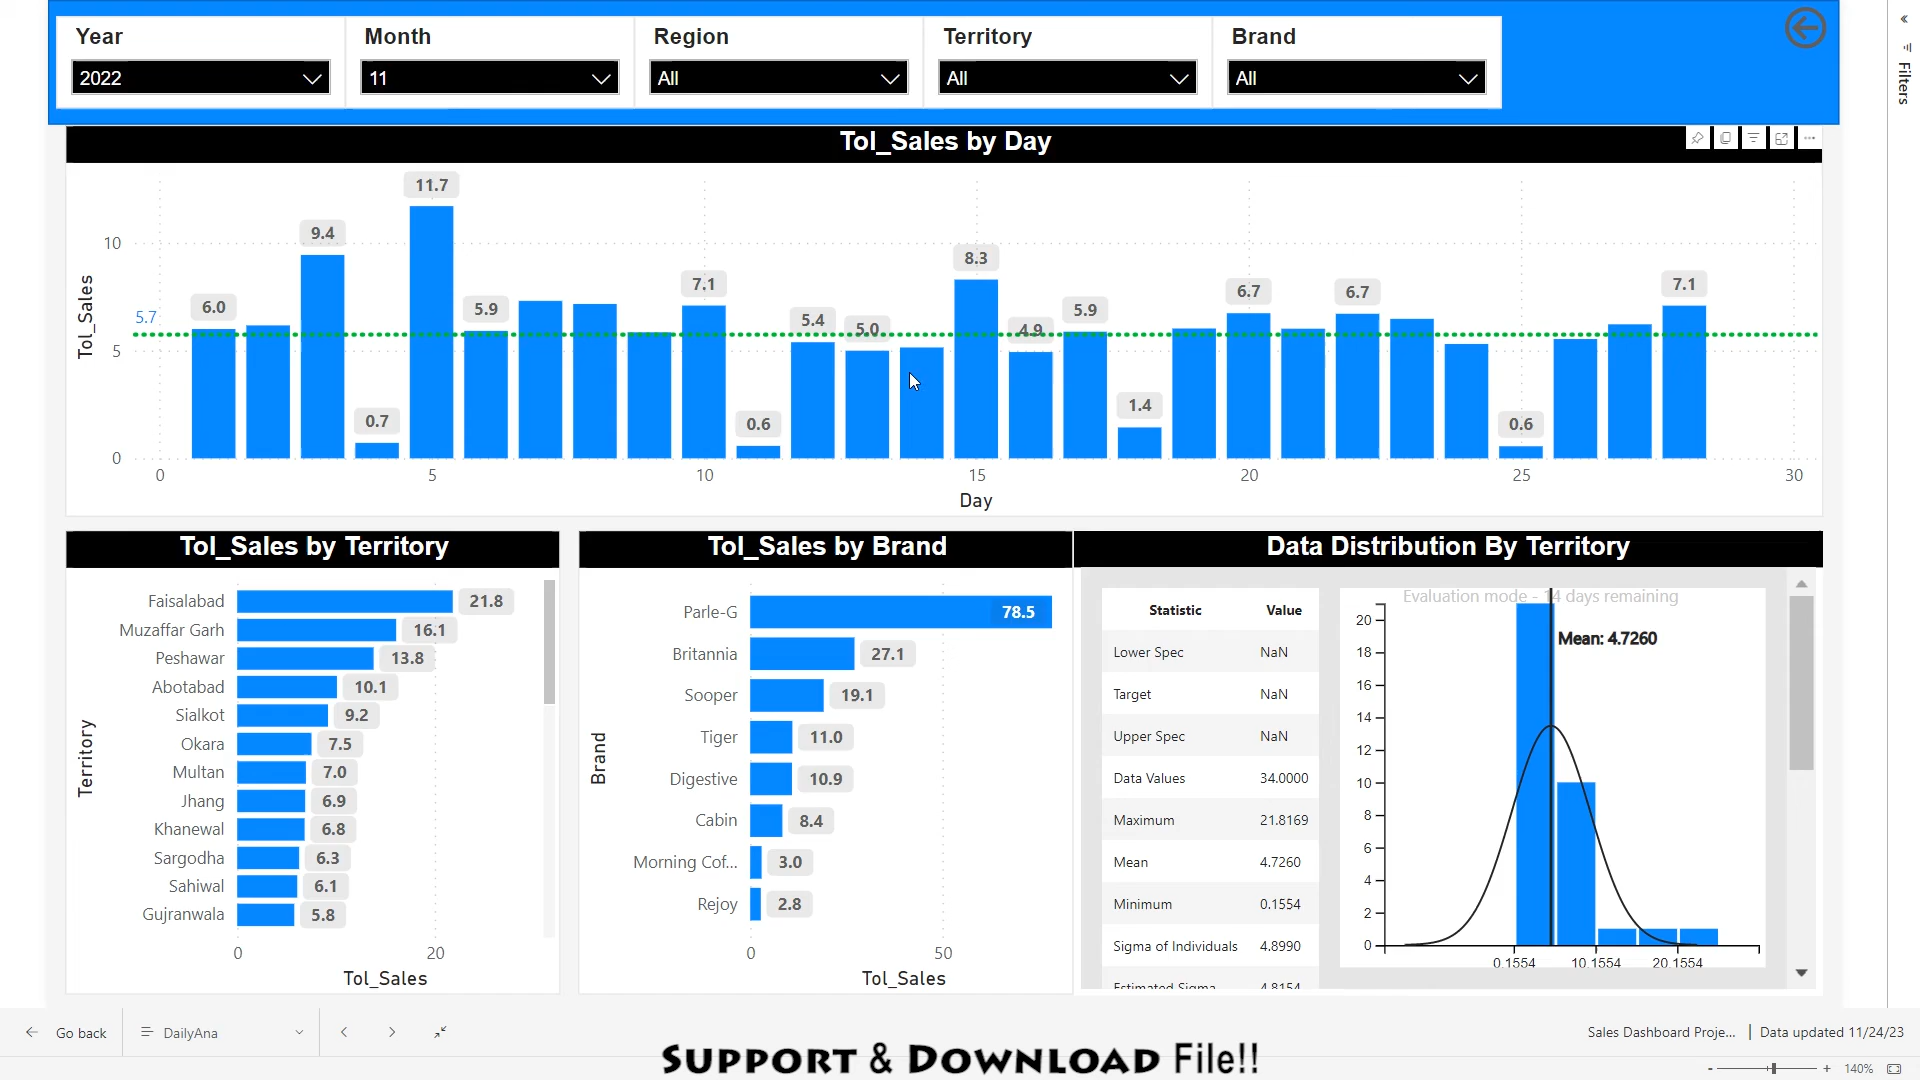 Year
Month
Region
Territory
Brand
2022
11
All
All
All
Filters
Tol_Sales by Day
11.7
9.4
8.3
7.1
7.1
6.7
6.7
6.0
5.9
5.9
5.4
5.0
4.9
1.4
0.7
0.6
0.6
10
5.7
5
0
Tol_Sales
0 5 10 15 20 25 30
Day
Tol_Sales by Territory
Territory
Faisalabad 21.8
Muzaffar Garh 16.1
Peshawar 13.8
Abotabad 10.1
Sialkot 9.2
Okara 7.5
Multan 7.0
Jhang 6.9
Khanewal 6.8
Sargodha 6.3
Sahiwal 6.1
Gujranwala 5.8
0 20
Tol_Sales
Tol_Sales by Brand
Brand
Parle-G 78.5
Britannia 27.1
Sooper 19.1
Tiger 11.0
Digestive 10.9
Cabin 8.4
Morning Cof... 3.0
Rejoy 2.8
0 50
Tol_Sales
Data Distribution By Territory
Statistic Value
Lower Spec NaN
Target NaN
Upper Spec NaN
Data Values 34.0000
Maximum 21.8169
Mean 4.7260
Minimum 0.1554
Sigma of Individuals 4.8990
Estimated Sigma 4.8154
Evaluation mode - 14 days remaining
Mean: 4.7260
20
18
16
14
12
10
8
6
4
2
0
0.1554 10.1554 20.1554
Go back
DailyAna
Sales Dashboard Proje... | Data updated 11/24/23
SUPPORT & DOWNLOAD File!!
- + 140%